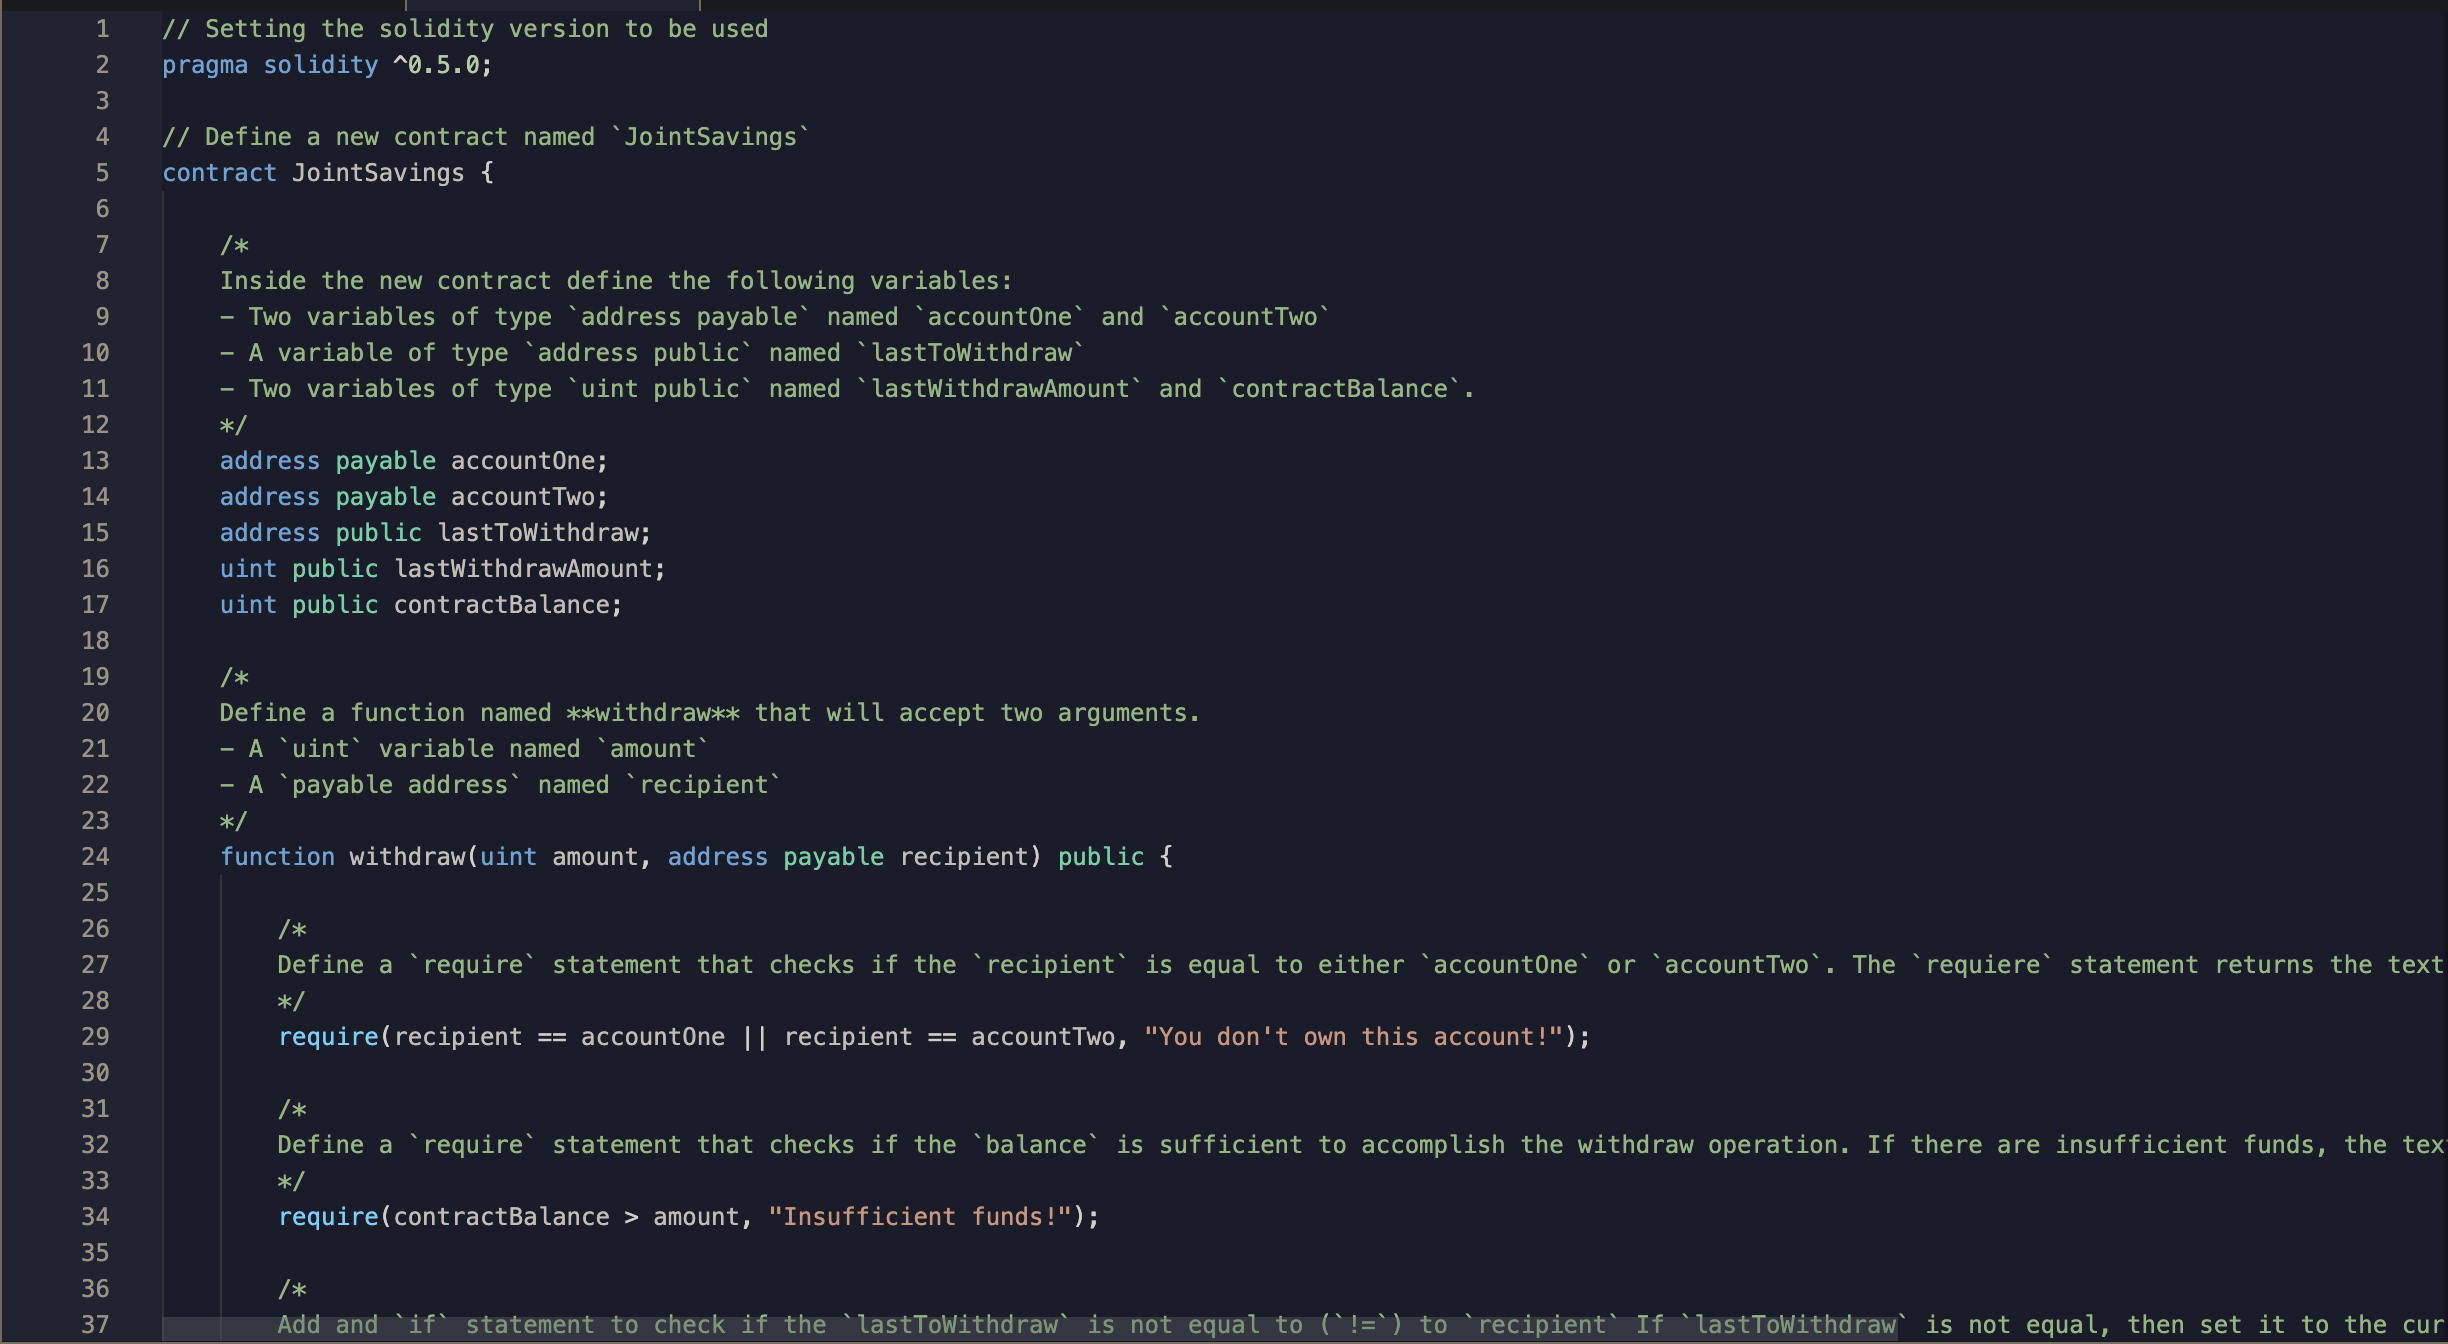 1 // Setting the solidity version to be used
2 pragma solidity ^0.5.0;
3
4 // Define a new contract named `JointSavings`
5 contract JointSavings {
6
7 /*
8 Inside the new contract define the following variables:
9 - Two variables of type `address payable` named `accountOne` and `accountTwo`
10 - A variable of type `address public` named `lastToWithdraw`
11 - Two variables of type `uint public` named `lastWithdrawAmount` and `contractBalance`.
12 */
13 address payable accountOne;
14 address payable accountTwo;
15 address public lastToWithdraw;
16 uint public lastWithdrawAmount;
17 uint public contractBalance;
18
19 /*
20 Define a function named **withdraw** that will accept two arguments.
21 - A `uint` variable named `amount`
22 - A `payable address` named `recipient`
23 */
24 function withdraw(uint amount, address payable recipient) public {
25
26 /*
27 Define a `require` statement that checks if the `recipient` is equal to either `accountOne` or `accountTwo`. The `requiere` statement returns the text
28 */
29 require(recipient == accountOne || recipient == accountTwo, "You don't own this account!");
30
31 /*
32 Define a `require` statement that checks if the `balance` is sufficient to accomplish the withdraw operation. If there are insufficient funds, the tex
33 */
34 require(contractBalance > amount, "Insufficient funds!");
35
36 /*
37 Add and `if` statement to check if the `lastToWithdraw` is not equal to (`!=`) to `recipient` If `lastToWithdraw` is not equal, then set it to the cur